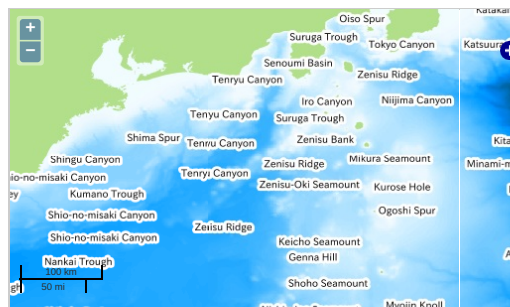 Katakai
Oiso Spur
Suruga Trough
Tokyo Canyon
Katsuura
+
−
Senoumi Basin
Tenryu Canyon
Zenisu Ridge
Iro Canyon
Niijima Canyon
Tenyu Canyon
Suruga Trough
Shima Spur
Tenryu Canyon
Zenisu Bank
Kita
Shingu Canyon
Zenisu Ridge
Mikura Seamount
Minami-m
io-no-misaki Canyon
Tenryu Canyon
Zenisu-Oki Seamount
Kurose Hole
ey
Kumano Trough
Shio-no-misaki Canyon
Ogoshi Spur
Zenisu Ridge
Shio-no-misaki Canyon
Keicho Seamount
Genna Hill
Nankai Trough
100 km
50 mi
Shoho Seamount
Myojin Knoll